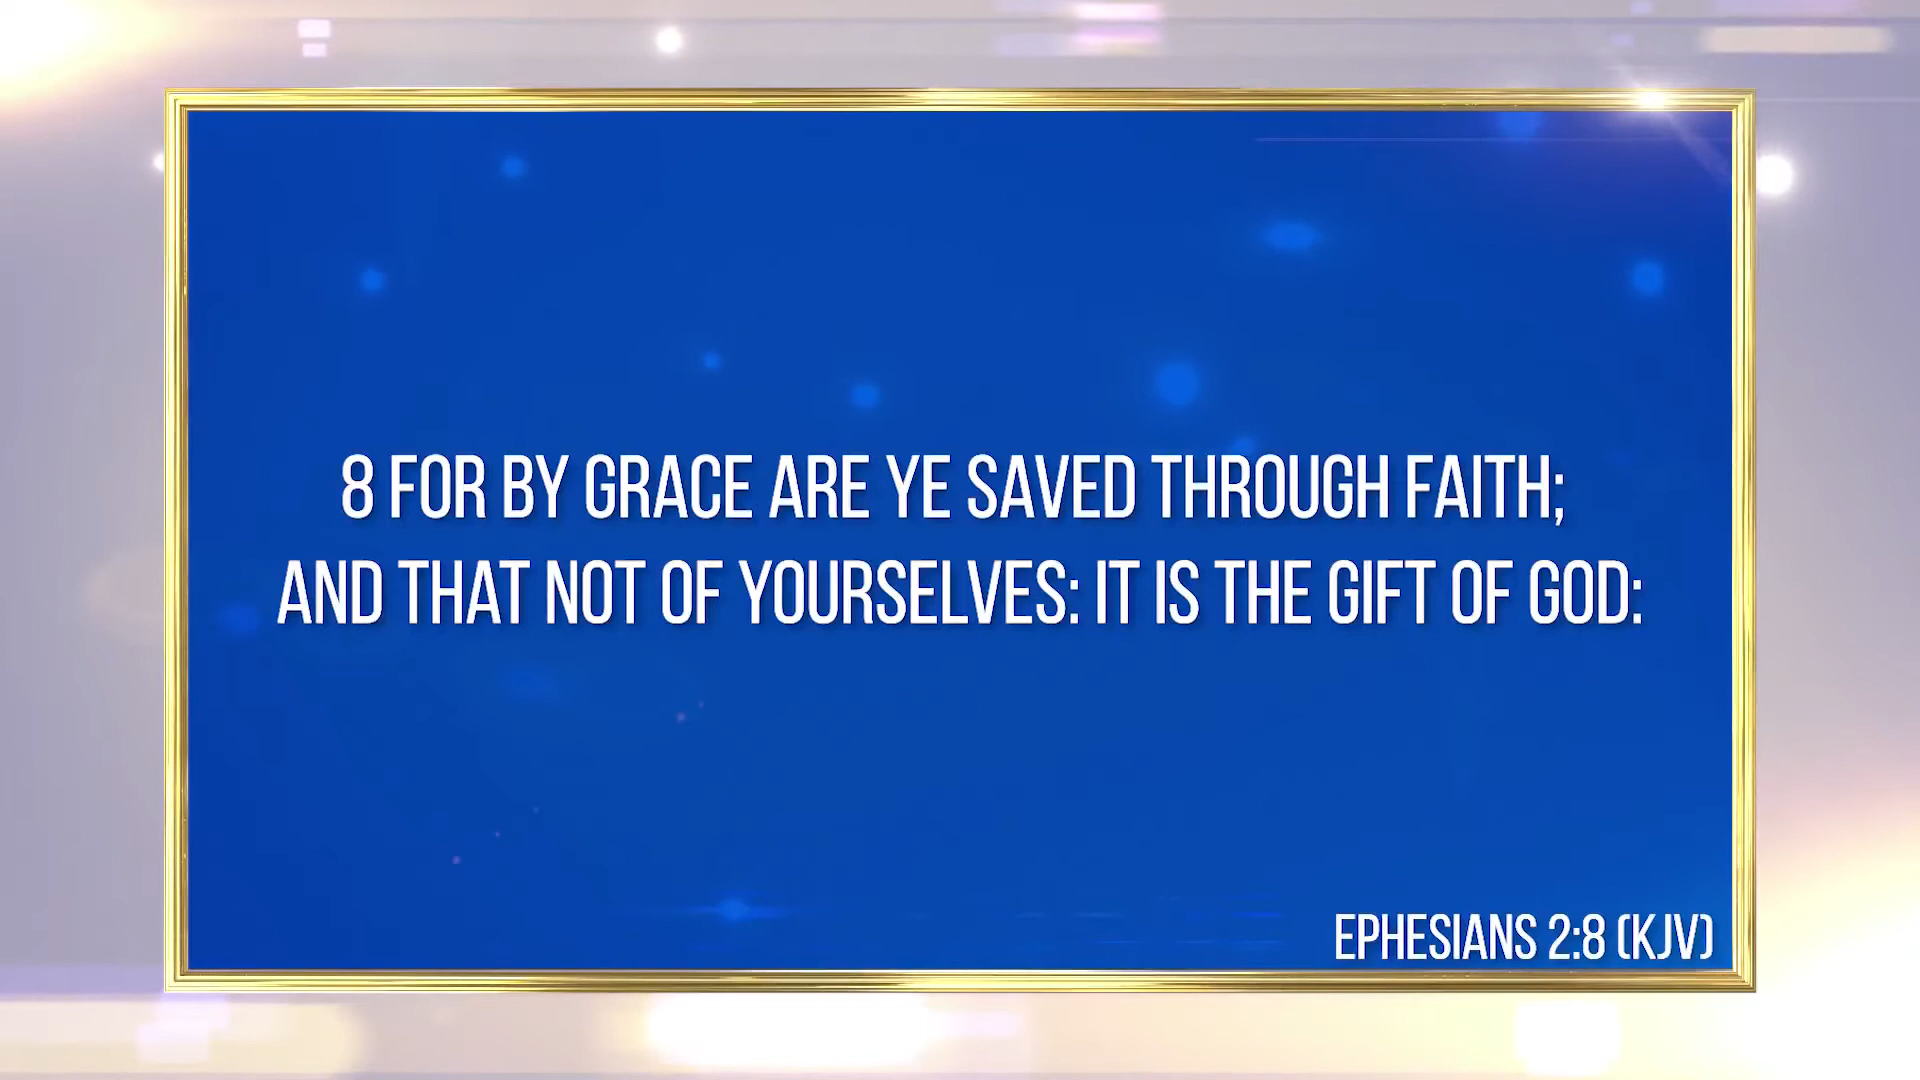 8 FOR BY GRACE ARE YE SAVED THROUGH FAITH;
AND THAT NOT OF YOURSELVES: IT IS THE GIFT OF GOD:
EPHESIANS 2:8 (KJV)